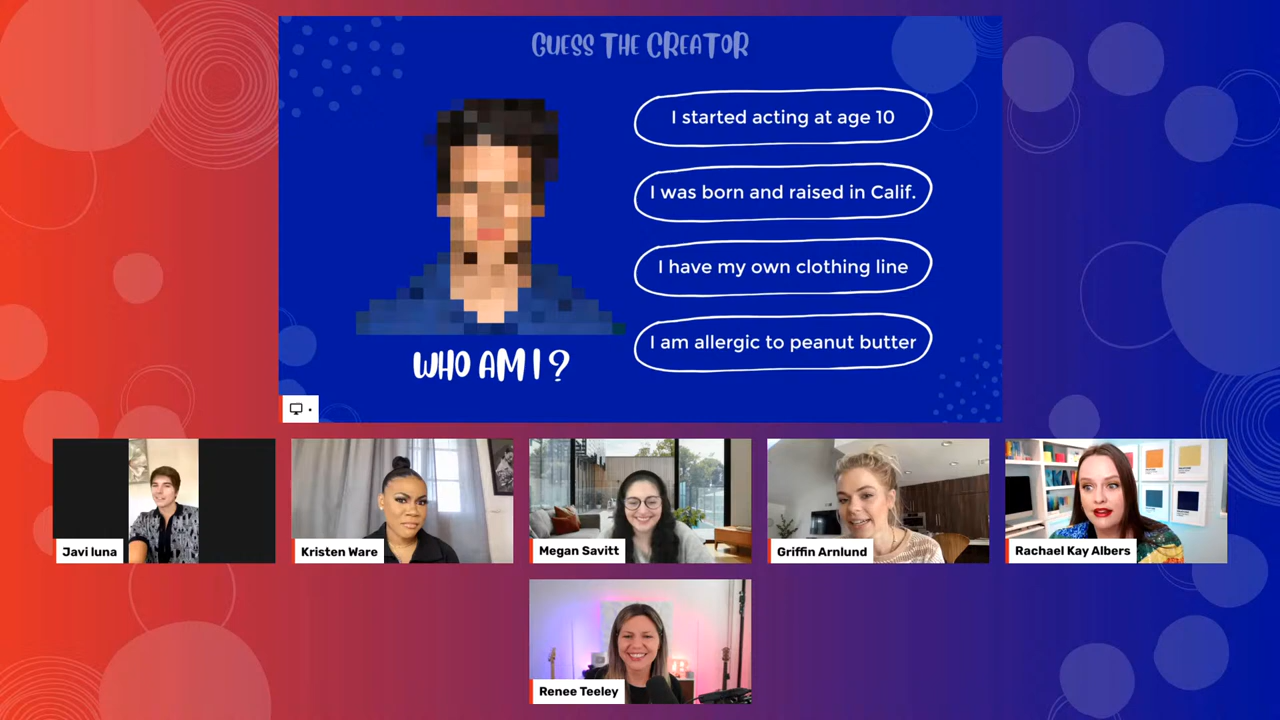 GUESS THE CREATOR
I started acting at age 10
I was born and raised in Calif.
I have my own clothing line
I am allergic to peanut butter
WHO AM I?
Javi luna
Kristen Ware
Megan Savitt
Griffin Arnlund
Rachael Kay Albers
Renee Teeley